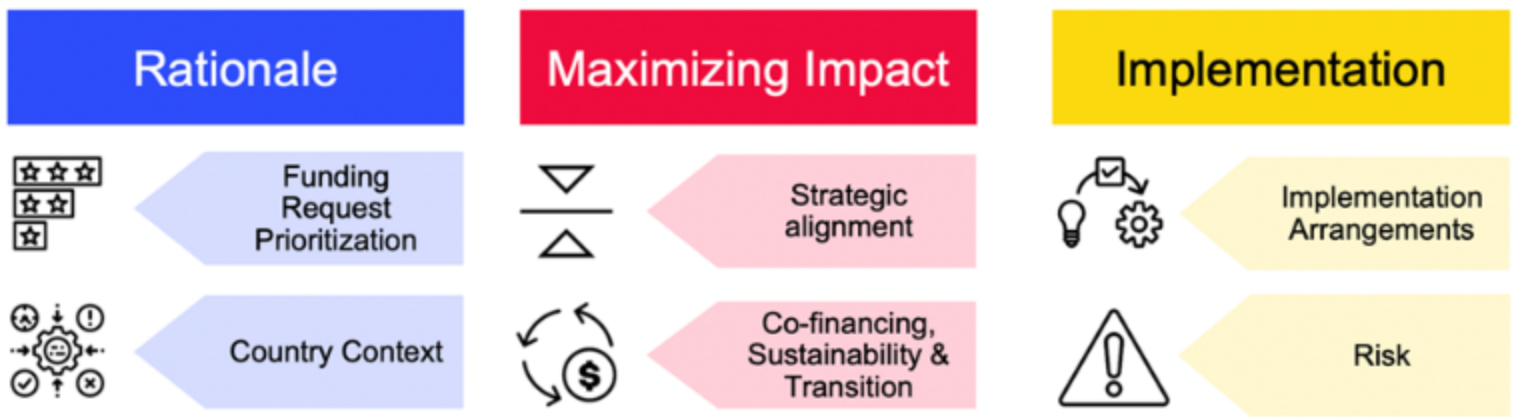 Rationale
Funding
Request
Prioritization
Country Context
Maximizing Impact
Strategic
alignment
Co-financing,
Sustainability &
Transition
$
Implementation
Implementation
Arrangements
Risk